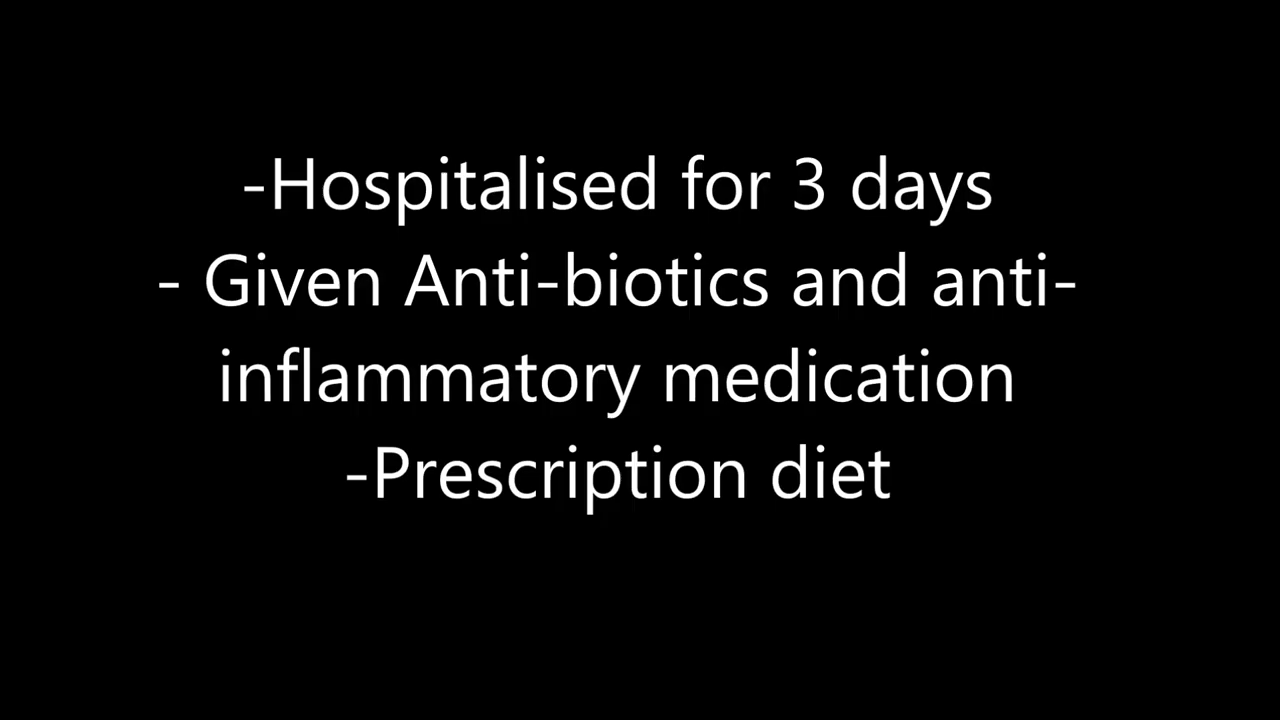 -Hospitalised for 3 days
- Given Anti-biotics and anti-
inflammatory medication
-Prescription diet